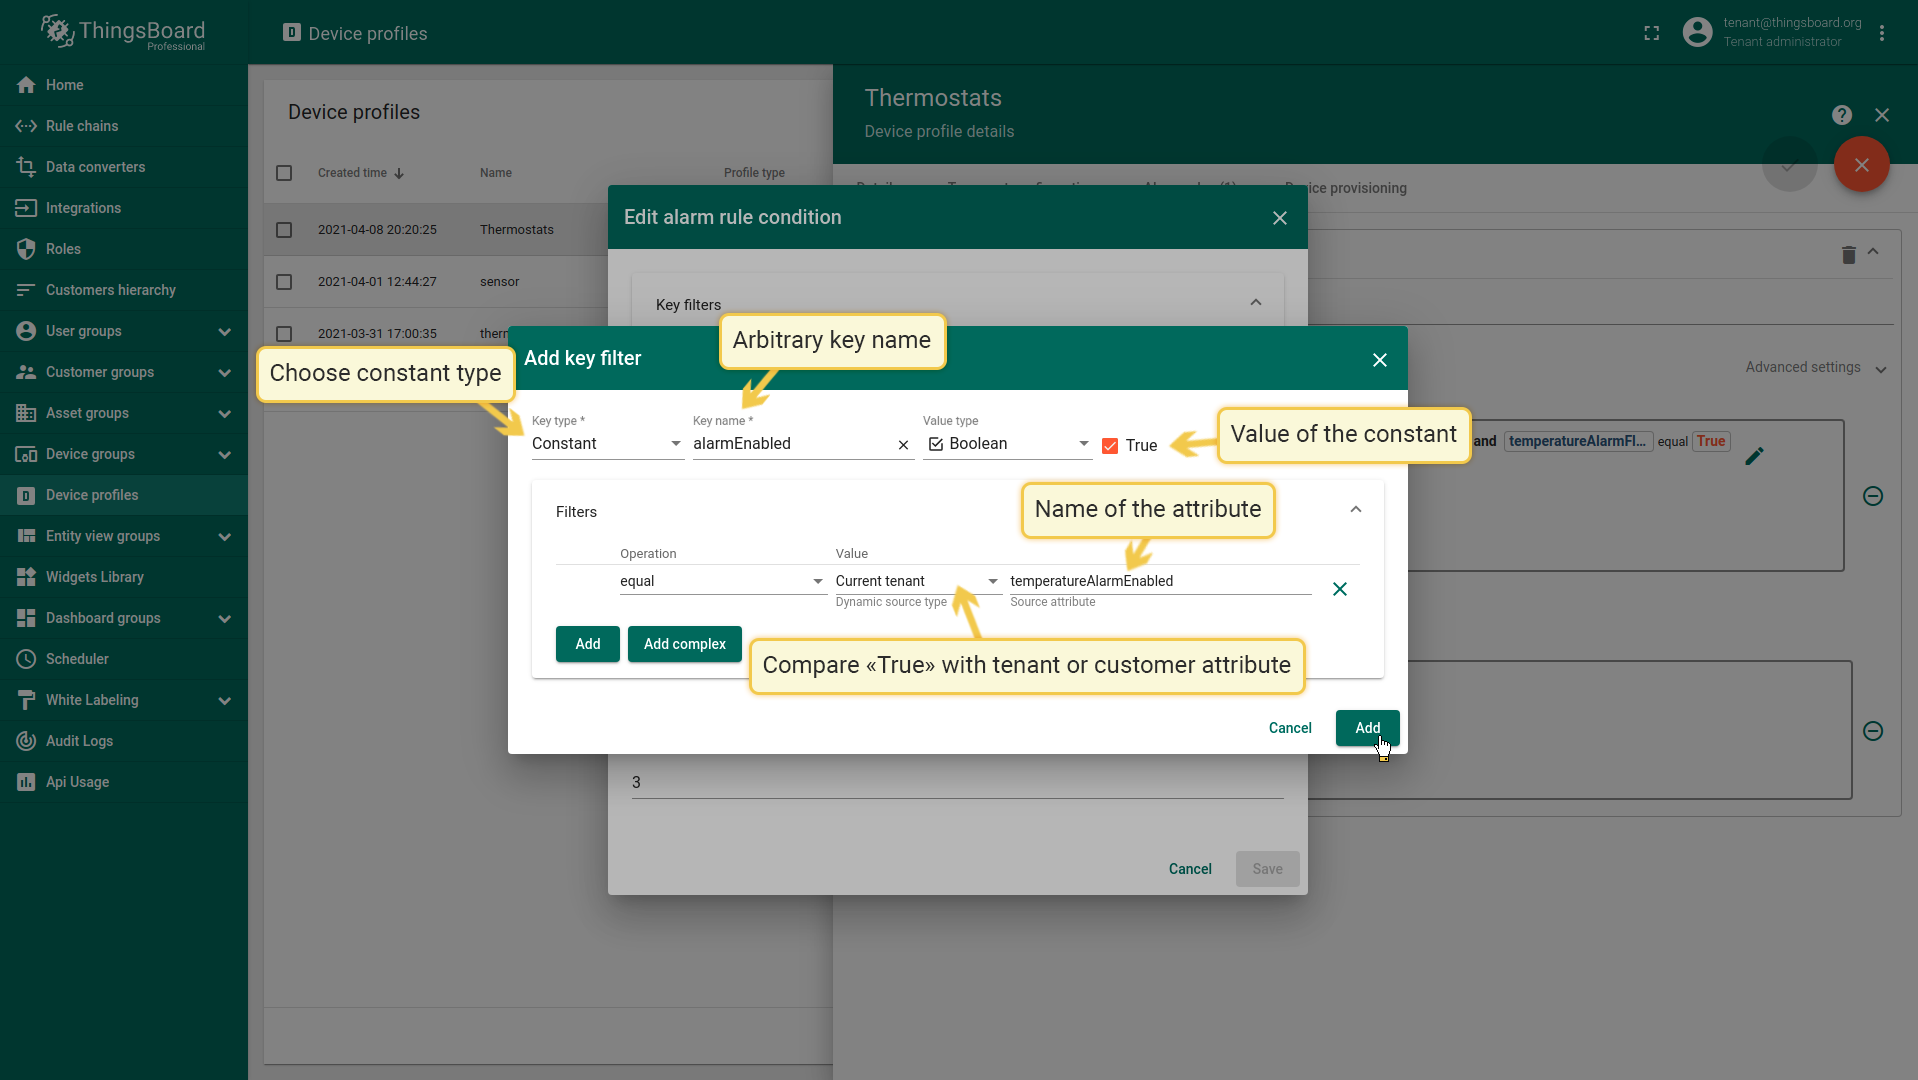 ThingsBoard
Professional
Device profiles
tenant@thingsboard.org
Tenant administrator
Home
Rule chains
Data converters
Integrations
Roles
Customers hierarchy
User groups
Customer groups
Asset groups
Device groups
Device profiles
Entity view groups
Widgets Library
Dashboard groups
Scheduler
White Labeling
Audit Logs
Api Usage
Device profiles
Created time Name Profile type
2021-04-08 20:20:25 Thermostats
2021-04-01 12:44:27 sensor
2021-03-31 17:00:35
Thermostats
Device profile details
Advanced settings
and temperatureAlarmFl... equal True
Edit alarm rule condition
Key filters
3
Cancel Save
Add key filter
Choose constant type
Arbitrary key name
Key type * Key name * Value type
Constant alarmEnabled Boolean True
Value of the constant
Filters
Name of the attribute
Operation Value
equal Current tenant temperatureAlarmEnabled
Dynamic source type Source attribute
Add Add complex
Compare «True» with tenant or customer attribute
Cancel Add